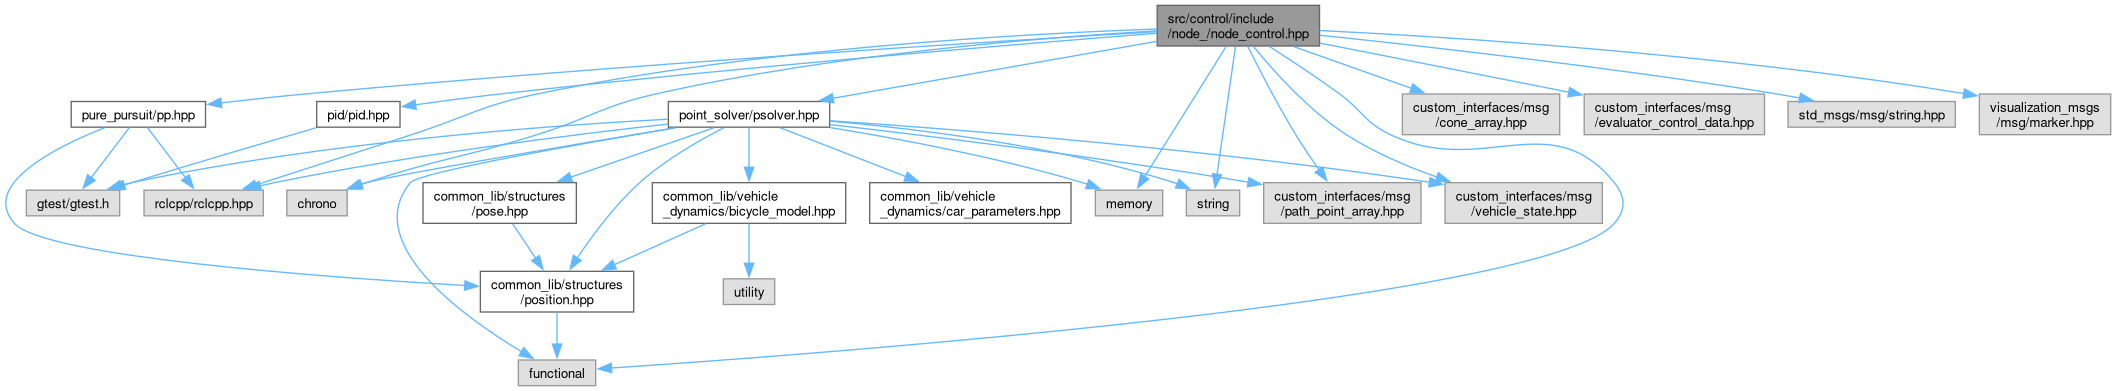 src/control/include
/node_/node_control.hpp
pure_pursuit/pp.hpp
pid/pid.hpp
point_solver/psolver.hpp
custom_interfaces/msg
/cone_array.hpp
custom_interfaces/msg
/evaluator_control_data.hpp
std_msgs/msg/string.hpp
visualization_msgs
/msg/marker.hpp
gtest/gtest.h
rclcpp/rclcpp.hpp
chrono
common_lib/structures
/pose.hpp
common_lib/vehicle
_dynamics/bicycle_model.hpp
common_lib/vehicle
_dynamics/car_parameters.hpp
memory
string
custom_interfaces/msg
/path_point_array.hpp
custom_interfaces/msg
/vehicle_state.hpp
common_lib/structures
/position.hpp
utility
functional